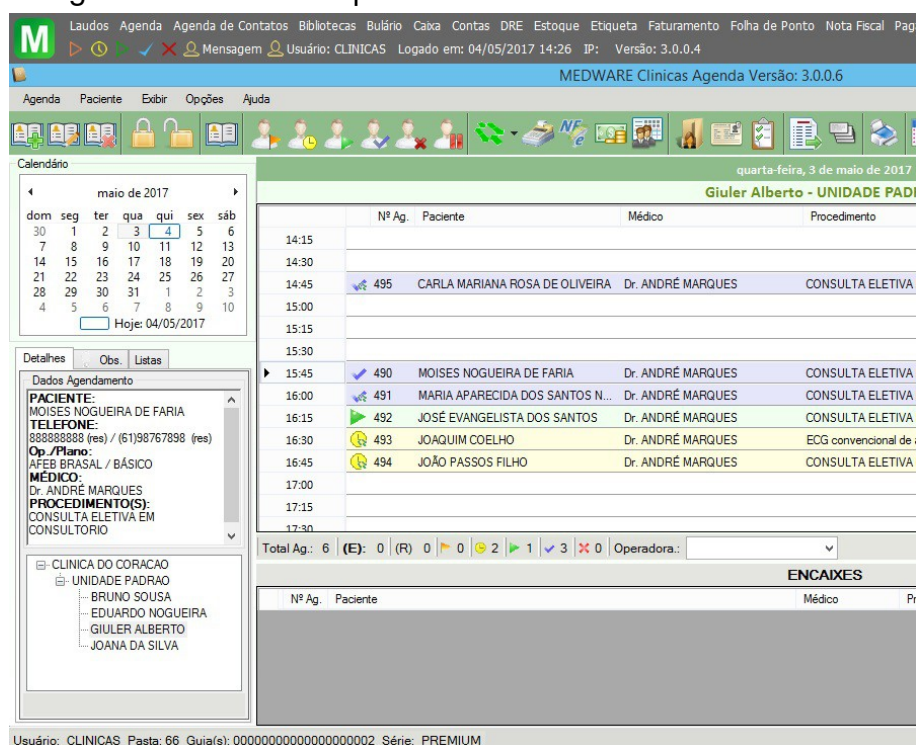 M
Laudos Agenda Agenda de Contatos Bibliotecas Bulário Caixa Contas DRE Estoque Etiqueta Faturamento Folha de Ponto Nota Fiscal Pag
Mensagem Usuário: CLINICAS Logado em: 04/05/2017 14:26 IP: Versão: 3.0.0.4
MEDWARE Clinicas Agenda Versão: 3.0.0.6
Agenda Paciente Exibir Opções Ajuda
NF e
Calendário
maio de 2017
dom seg ter qua qui sex sáb
30 1 2 3 4 5 6
7 8 9 10 11 12 13
14 15 16 17 18 19 20
21 22 23 24 25 26 27
28 29 30 31 1 2 3
4 5 6 7 8 9 10
Hoje: 04/05/2017
Detalhes Obs. Listas
Dados Agendamento
PACIENTE:
MOISES NOGUEIRA DE FARIA
TELEFONE:
888888888 (res) / (61)98767898 (res)
Op./Plano:
AFEB BRASAL / BÁSICO
MÉDICO:
Dr. ANDRÉ MARQUES
PROCEDIMENTO(S):
CONSULTA ELETIVA EM
CONSULTORIO
CLINICA DO CORACAO
UNIDADE PADRAO
BRUNO SOUSA
EDUARDO NOGUEIRA
GIULER ALBERTO
JOANA DA SILVA
quarta-feira, 3 de maio de 2017
Giuler Alberto - UNIDADE PAD
Nº Ag. Paciente Médico Procedimento
14:15
14:30
14:45 495 CARLA MARIANA ROSA DE OLIVEIRA Dr. ANDRÉ MARQUES CONSULTA ELETIVA
15:00
15:15
15:30
15:45 490 MOISES NOGUEIRA DE FARIA Dr. ANDRÉ MARQUES CONSULTA ELETIVA
16:00 491 MARIA APARECIDA DOS SANTOS N... Dr. ANDRÉ MARQUES CONSULTA ELETIVA
16:15 492 JOSÉ EVANGELISTA DOS SANTOS Dr. ANDRÉ MARQUES CONSULTA ELETIVA
16:30 493 JOAQUIM COELHO Dr. ANDRÉ MARQUES ECG convencional de a
16:45 494 JOÃO PASSOS FILHO Dr. ANDRÉ MARQUES CONSULTA ELETIVA
17:00
17:15
17:30
Total Ag.: 6 (E): 0 (R) 0 0 2 1 3 0 Operadora.:
ENCAIXES
Nº Ag. Paciente Médico Pr
Usuário: CLINICAS Pasta: 66 Guia(s): 00000000000000000002 Série: PREMIUM